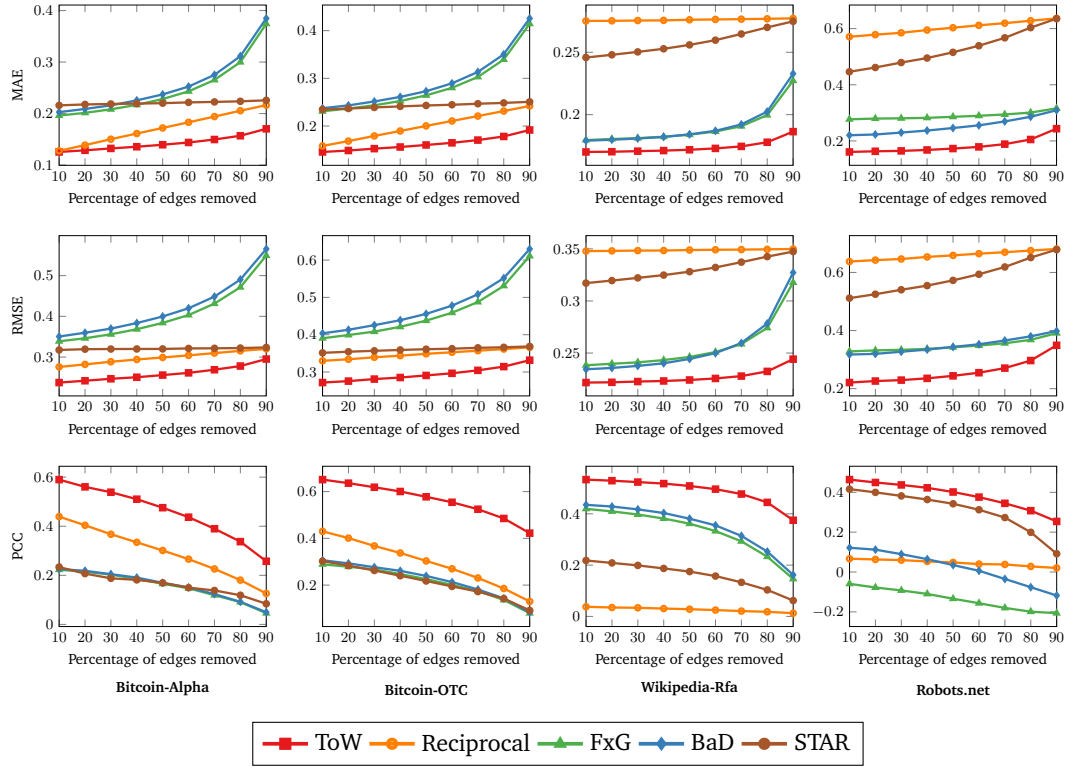 MAE
0.4
0.3
0.2
0.1
10 20 30 40 50 60 70 80 90
Percentage of edges removed
0.4
0.3
0.2
10 20 30 40 50 60 70 80 90
Percentage of edges removed
0.25
0.2
10 20 30 40 50 60 70 80 90
Percentage of edges removed
0.6
0.4
0.2
10 20 30 40 50 60 70 80 90
Percentage of edges removed
RMSE
0.5
0.4
0.3
10 20 30 40 50 60 70 80 90
Percentage of edges removed
0.6
0.5
0.4
0.3
10 20 30 40 50 60 70 80 90
Percentage of edges removed
0.35
0.3
0.25
10 20 30 40 50 60 70 80 90
Percentage of edges removed
0.6
0.4
0.2
10 20 30 40 50 60 70 80 90
Percentage of edges removed
PCC
0.6
0.4
0.2
0
10 20 30 40 50 60 70 80 90
Percentage of edges removed
Bitcoin-Alpha
0.6
0.4
0.2
10 20 30 40 50 60 70 80 90
Percentage of edges removed
Bitcoin-OTC
0.4
0.2
0
10 20 30 40 50 60 70 80 90
Percentage of edges removed
Wikipedia-Rfa
0.4
0.2
0
−0.2
10 20 30 40 50 60 70 80 90
Percentage of edges removed
Robots.net
ToW Reciprocal FxG BaD STAR